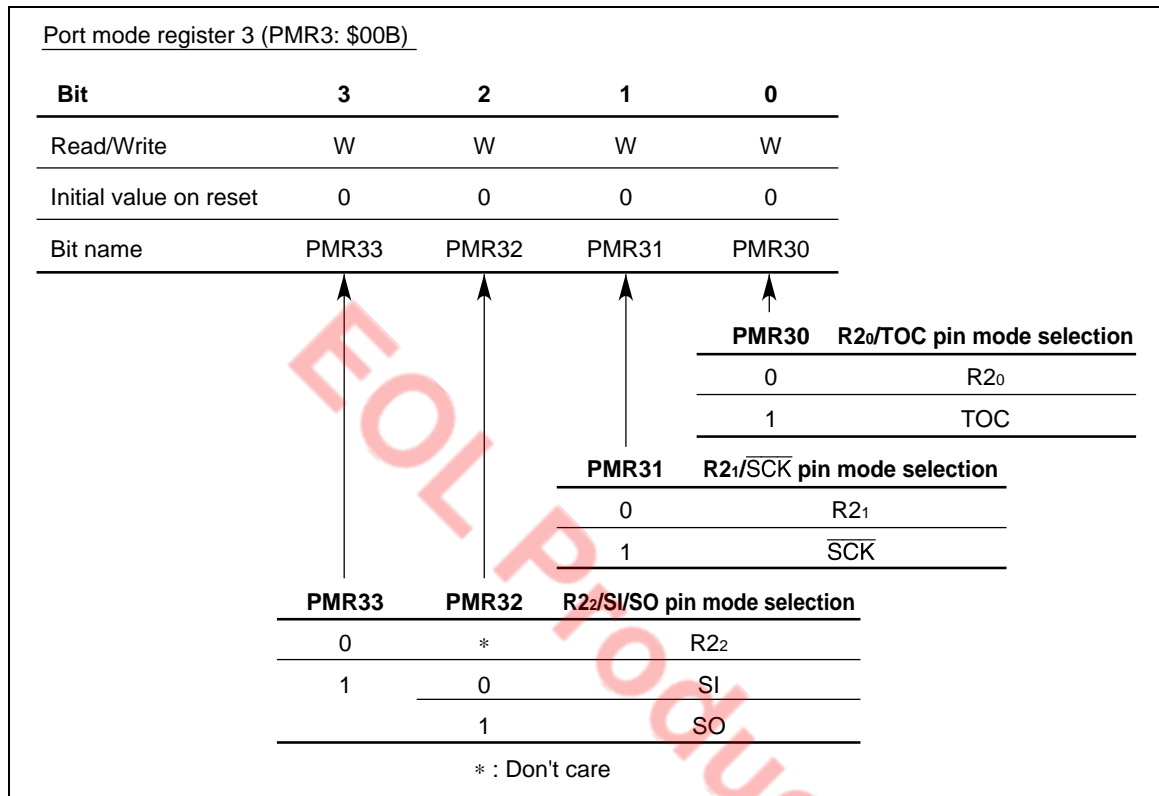 Port mode register 3 (PMR3: $00B)
Bit 3 2 1 0
Read/Write W W W W
Initial value on reset 0 0 0 0
Bit name PMR33 PMR32 PMR31 PMR30
PMR30 R2₀/TOC pin mode selection
0 R2₀
1 TOC
PMR31 R2₁/S̅C̅K̅ pin mode selection
0 R2₁
1 S̅C̅K̅
PMR33 PMR32 R2₂/SI/SO pin mode selection
0 * R2₂
1 0 SI
1 SO
* : Don't care
EOL Produc